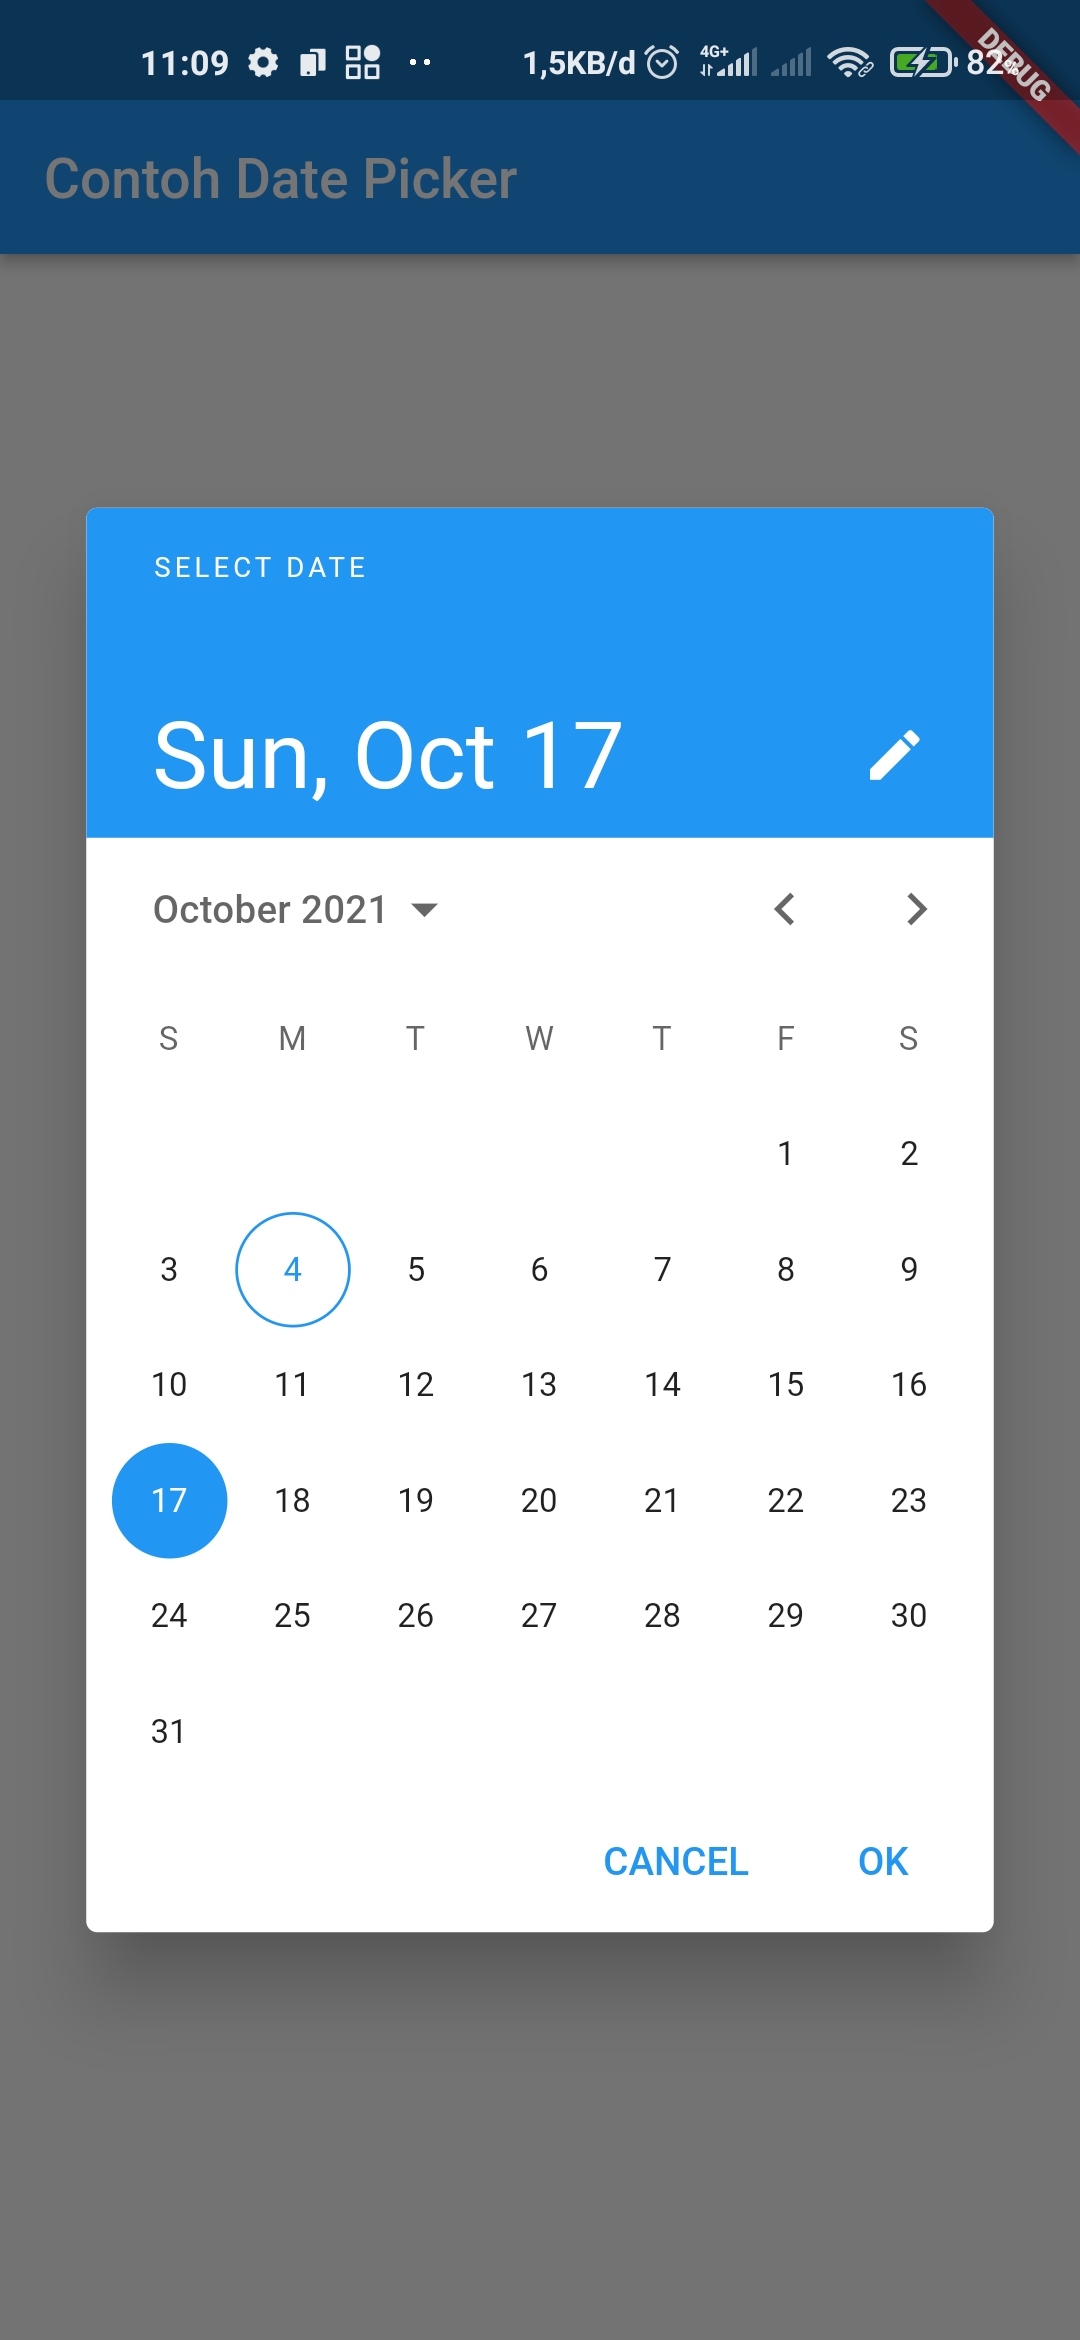 11:09 1,5KB/d 4G+ 82%
DEBUG
Contoh Date Picker
SELECT DATE
Sun, Oct 17
October 2021
S M T W T F S
1 2
3 4 5 6 7 8 9
10 11 12 13 14 15 16
17 18 19 20 21 22 23
24 25 26 27 28 29 30
31
CANCEL OK